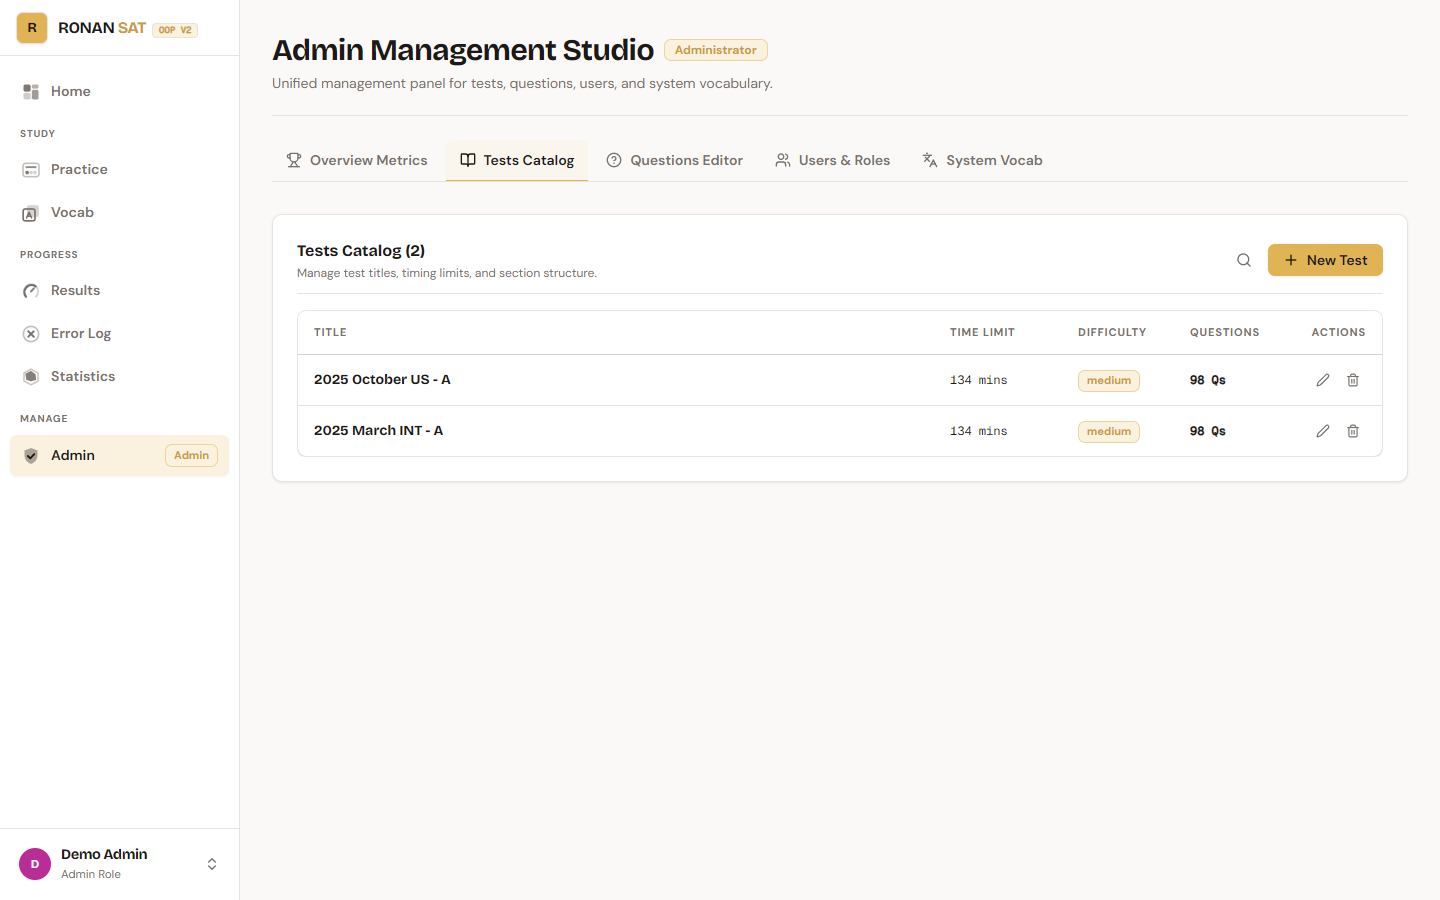 R
RONAN SAT OOP V2
Home
STUDY
Practice
Vocab
PROGRESS
Results
Error Log
Statistics
MANAGE
Admin Admin
D
Demo Admin
Admin Role
Admin Management Studio Administrator
Unified management panel for tests, questions, users, and system vocabulary.
Overview Metrics Tests Catalog Questions Editor Users & Roles System Vocab
Tests Catalog (2)
Manage test titles, timing limits, and section structure.
New Test
TITLE TIME LIMIT DIFFICULTY QUESTIONS ACTIONS
2025 October US - A 134 mins medium 98 Qs
2025 March INT - A 134 mins medium 98 Qs